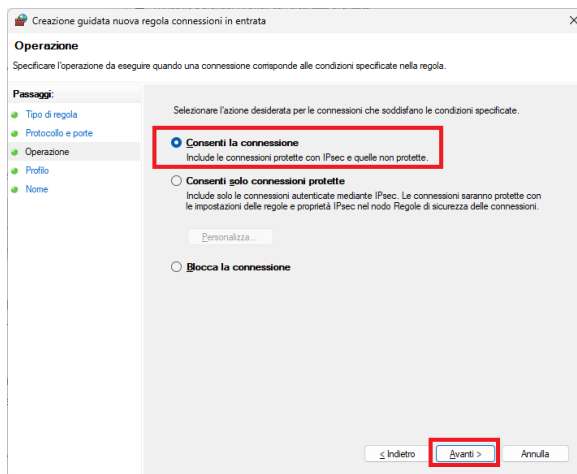 Creazione guidata nuova regola connessioni in entrata
Operazione
Specificare l'operazione da eseguire quando una connessione corrisponde alle condizioni specificate nella regola.
Passaggi:
Tipo di regola
Protocollo e porte
Operazione
Profilo
Nome
Selezionare l'azione desiderata per le connessioni che soddisfano le condizioni specificate.
Consenti la connessione
Include le connessioni protette con IPsec e quelle non protette.
Consenti solo connessioni protette
Include solo le connessioni autenticate mediante IPsec. Le connessioni saranno protette con
le impostazioni delle regole e proprietà IPsec nel nodo Regole di sicurezza delle connessioni.
Personalizza...
Blocca la connessione
< Indietro
Avanti >
Annulla